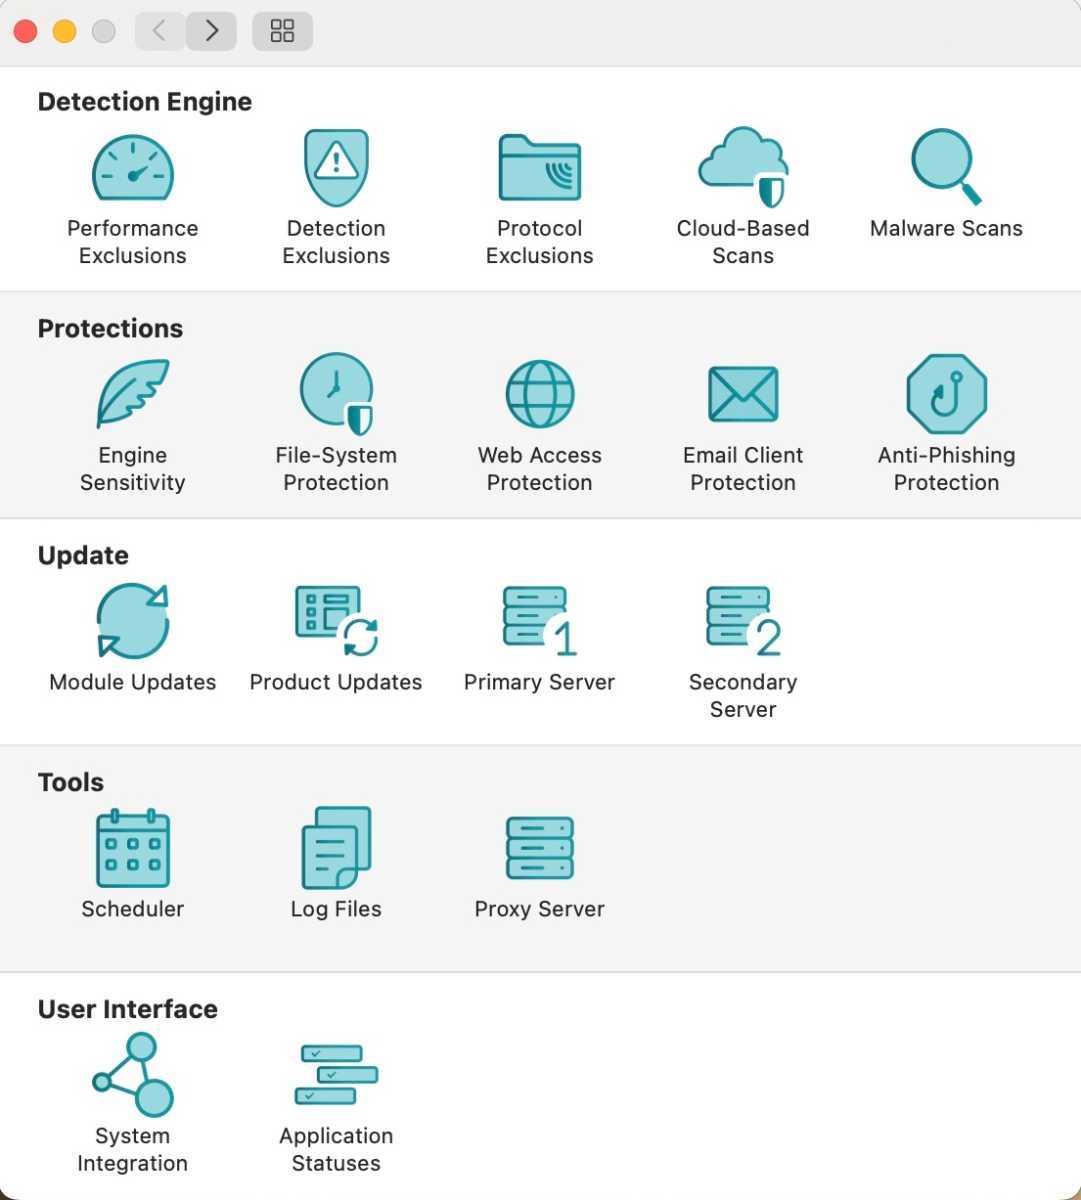 Detection Engine
Performance
Exclusions
Detection
Exclusions
Protocol
Exclusions
Cloud-Based
Scans
Malware Scans
Protections
Engine
Sensitivity
File-System
Protection
Web Access
Protection
Email Client
Protection
Anti-Phishing
Protection
Update
1
2
Module Updates
Product Updates
Primary Server
Secondary
Server
Tools
Scheduler
Log Files
Proxy Server
User Interface
System
Integration
Application
Statuses